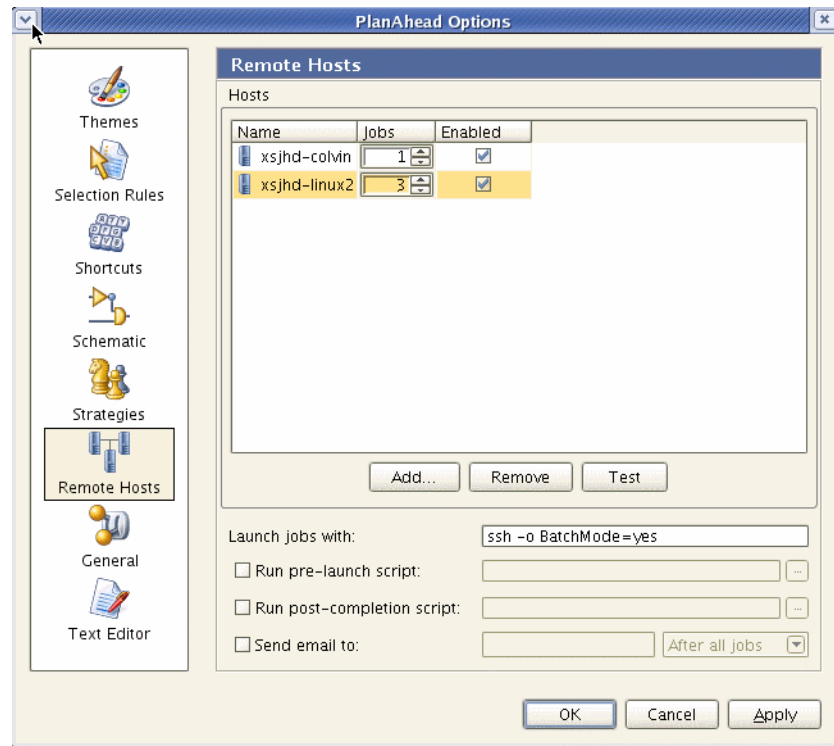 PlanAhead Options
Themes
Selection Rules
Shortcuts
Schematic
Strategies
Remote Hosts
General
Text Editor
Remote Hosts
Hosts
Name Jobs Enabled
xsjhd-colvin 1
xsjhd-linux2 3
Add... Remove Test
Launch jobs with: ssh -o BatchMode=yes
Run pre-launch script: ...
Run post-completion script: ...
Send email to: After all jobs
OK Cancel Apply